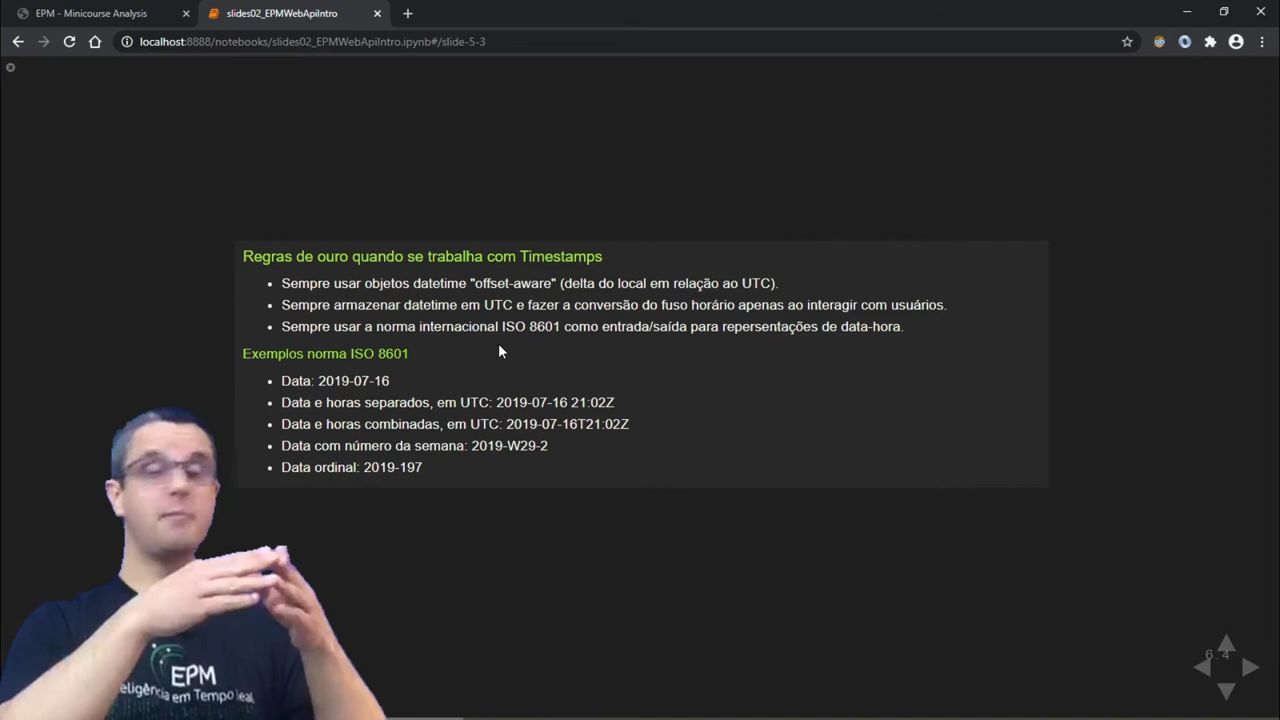 EPM - Minicourse Analysis
slides02_EPMWebApiIntro
localhost:8888/notebooks/slides02_EPMWebApiIntro.ipynb#/slide-5-3
Regras de ouro quando se trabalha com Timestamps
• Sempre usar objetos datetime "offset-aware" (delta do local em relação ao UTC).
• Sempre armazenar datetime em UTC e fazer a conversão do fuso horário apenas ao interagir com usuários.
• Sempre usar a norma internacional ISO 8601 como entrada/saída para repersentações de data-hora.
Exemplos norma ISO 8601
• Data: 2019-07-16
• Data e horas separados, em UTC: 2019-07-16 21:02Z
• Data e horas combinadas, em UTC: 2019-07-16T21:02Z
• Data com número da semana: 2019-W29-2
• Data ordinal: 2019-197
6.4
EPM
eligência em Tempo